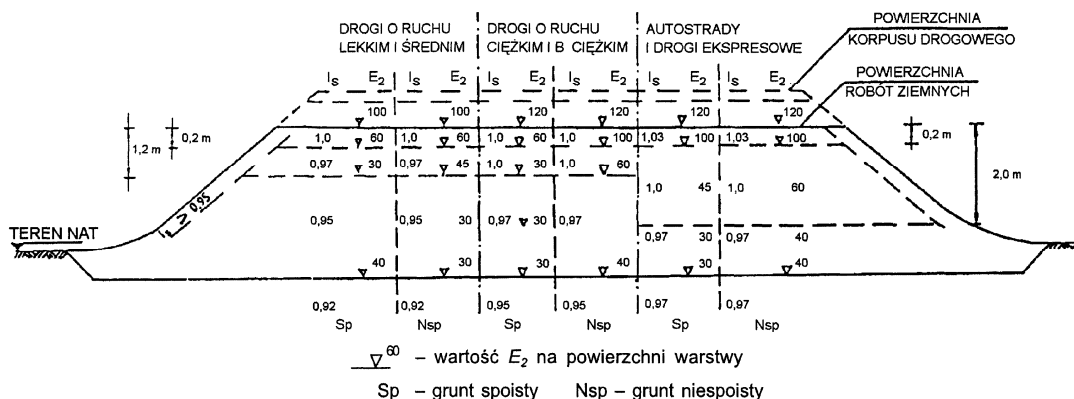 DROGI O RUCHU LEKKIM I ŚREDNIM
DROGI O RUCHU CIĘŻKIM I B CIĘŻKIM
AUTOSTRADY I DROGI EKSPRESOWE
POWIERZCHNIA KORPUSU DROGOWEGO
POWIERZCHNIA ROBÓT ZIEMNYCH
Is E2 Is E2 Is E2 Is E2 Is E2 Is E2
100 100 120 120 120 120
1,2 m 0,2 m 1,0 60 1,0 60 1,0 60 1,0 100 1,03 100 1,03 100 0,2 m 2,0 m
0,97 30 0,97 45 1,0 30 1,0 60
1,0 45 1,0 60
Is ≥ 0,95
0,95 0,95 30 0,97 30 0,97
0,97 30 0,97 40
TEREN NAT
40 30 30 40 30 40
0,92 0,92 0,95 0,95 0,97 0,97
Sp Nsp Sp Nsp Sp Nsp
60 – wartość E2 na powierzchni warstwy
Sp – grunt spoisty Nsp – grunt niespoisty